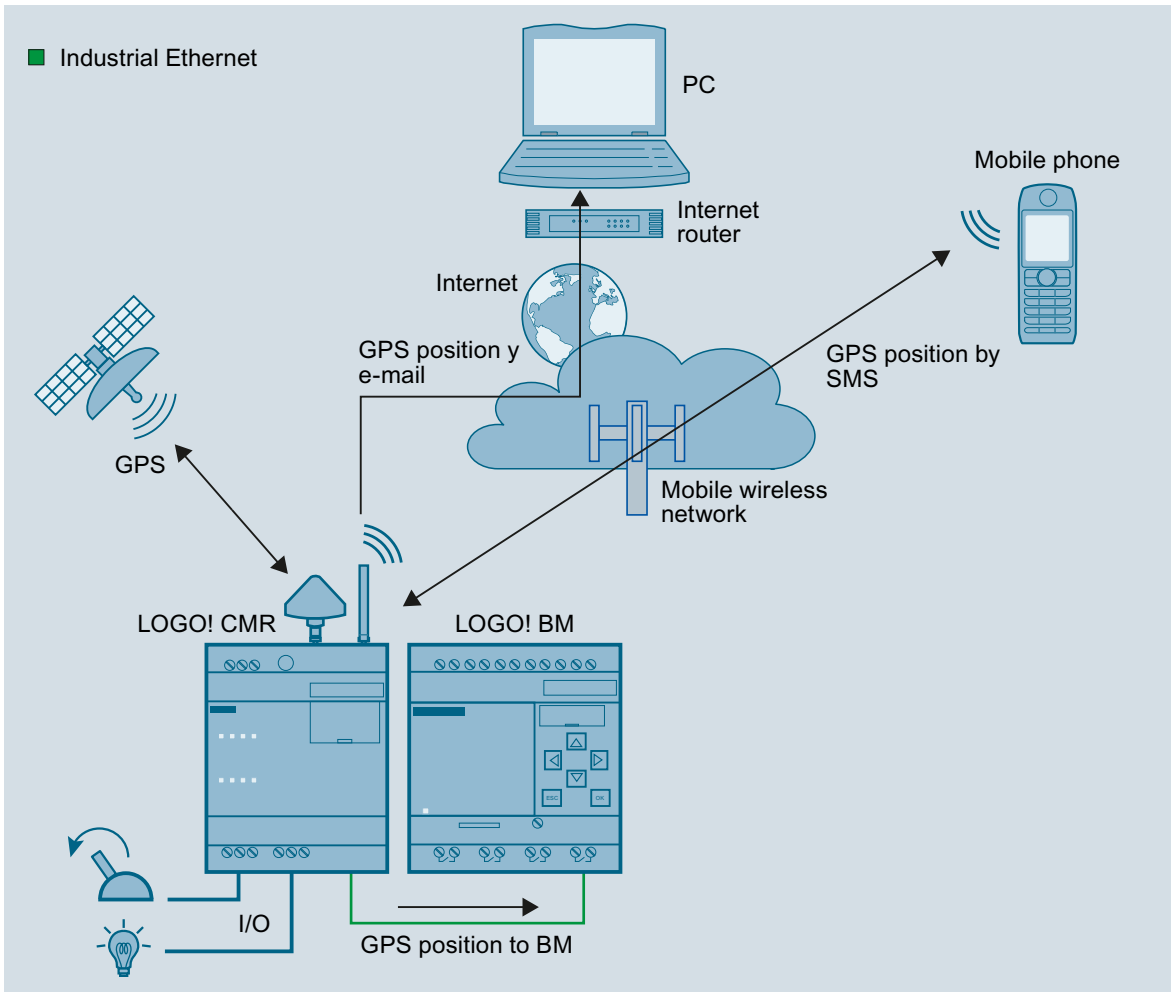 Industrial Ethernet
PC
Mobile phone
Internet
router
Internet
GPS position y
e-mail
GPS position by
SMS
GPS
Mobile wireless
network
LOGO! CMR
LOGO! BM
ESC
OK
I/O
GPS position to BM